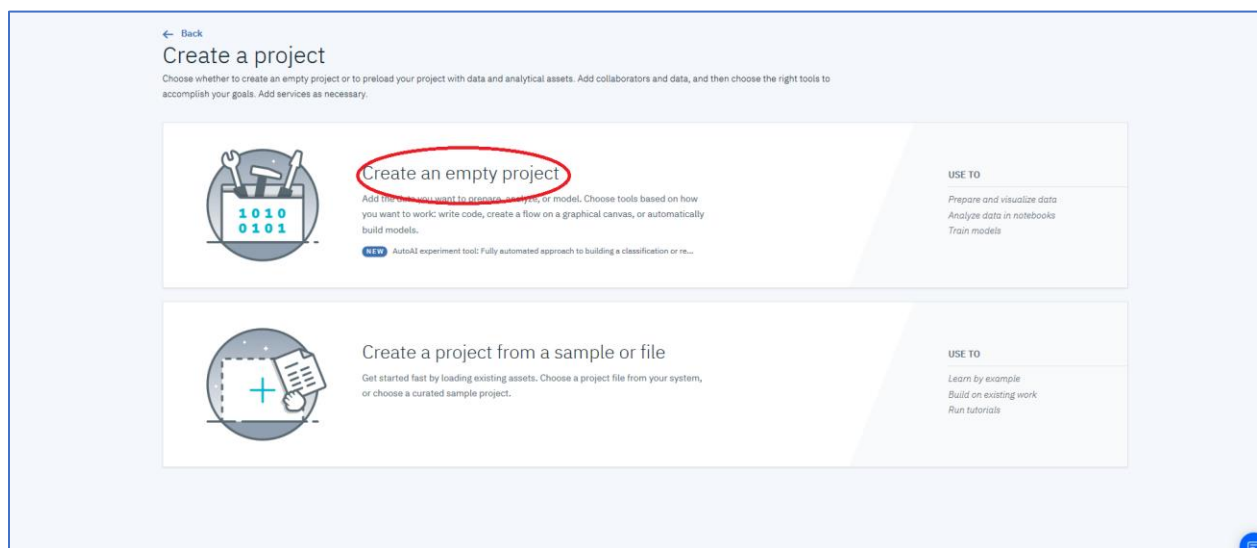 ← Back
Create a project
Choose whether to create an empty project or to preload your project with data and analytical assets. Add collaborators and data, and then choose the right tools to
accomplish your goals. Add services as necessary.
1010
0101
Create an empty project
Add the data you want to prepare, analyze, or model. Choose tools based on how
you want to work: write code, create a flow on a graphical canvas, or automatically
build models.
NEW AutoAI experiment tool: Fully automated approach to building a classification or re...
USE TO
Prepare and visualize data
Analyze data in notebooks
Train models
Create a project from a sample or file
Get started fast by loading existing assets. Choose a project file from your system,
or choose a curated sample project.
USE TO
Learn by example
Build on existing work
Run tutorials